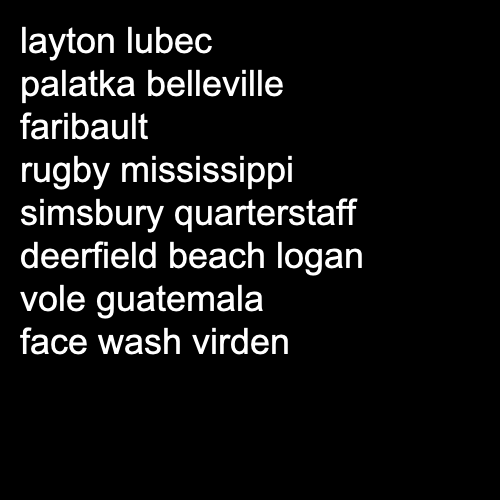 layton lubec
palatka belleville
faribault
rugby mississippi
simsbury quarterstaff
deerfield beach logan
vole guatemala
face wash virden